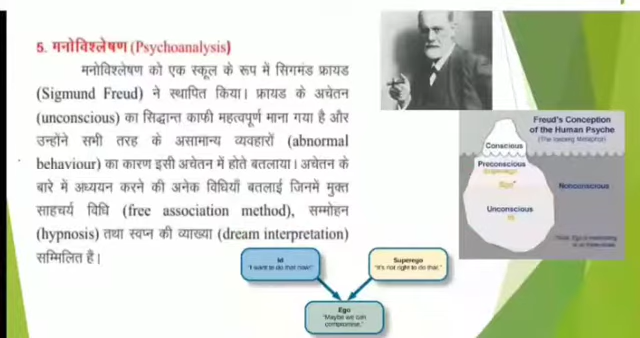 5. मनोविश्लेषण (Psychoanalysis)
मनोविश्लेषण को एक स्कूल के रूप में सिगमंड फ्रायड
(Sigmund Freud) ने स्थापित किया। फ्रायड के अचेतन
(unconscious) का सिद्धान्त काफी महत्वपूर्ण माना गया है और
उन्होंने सभी तरह के असामान्य व्यवहारों (abnormal
behaviour) का कारण इसी अचेतन में होते बतलाया। अचेतन के
बारे में अध्ययन करने की अनेक विधियाँ बतलाई जिनमें मुक्त
साहचर्य विधि (free association method), सम्मोहन
(hypnosis) तथा स्वप्न की व्याख्या (dream interpretation)
सम्मिलित हैं।
Freud's Conception
of the Human Psyche
Conscious
Preconscious
Nonconscious
Unconscious
Id
"I want to do that now."
Superego
"It's not right to do that."
Ego
"Maybe we can
compromise."